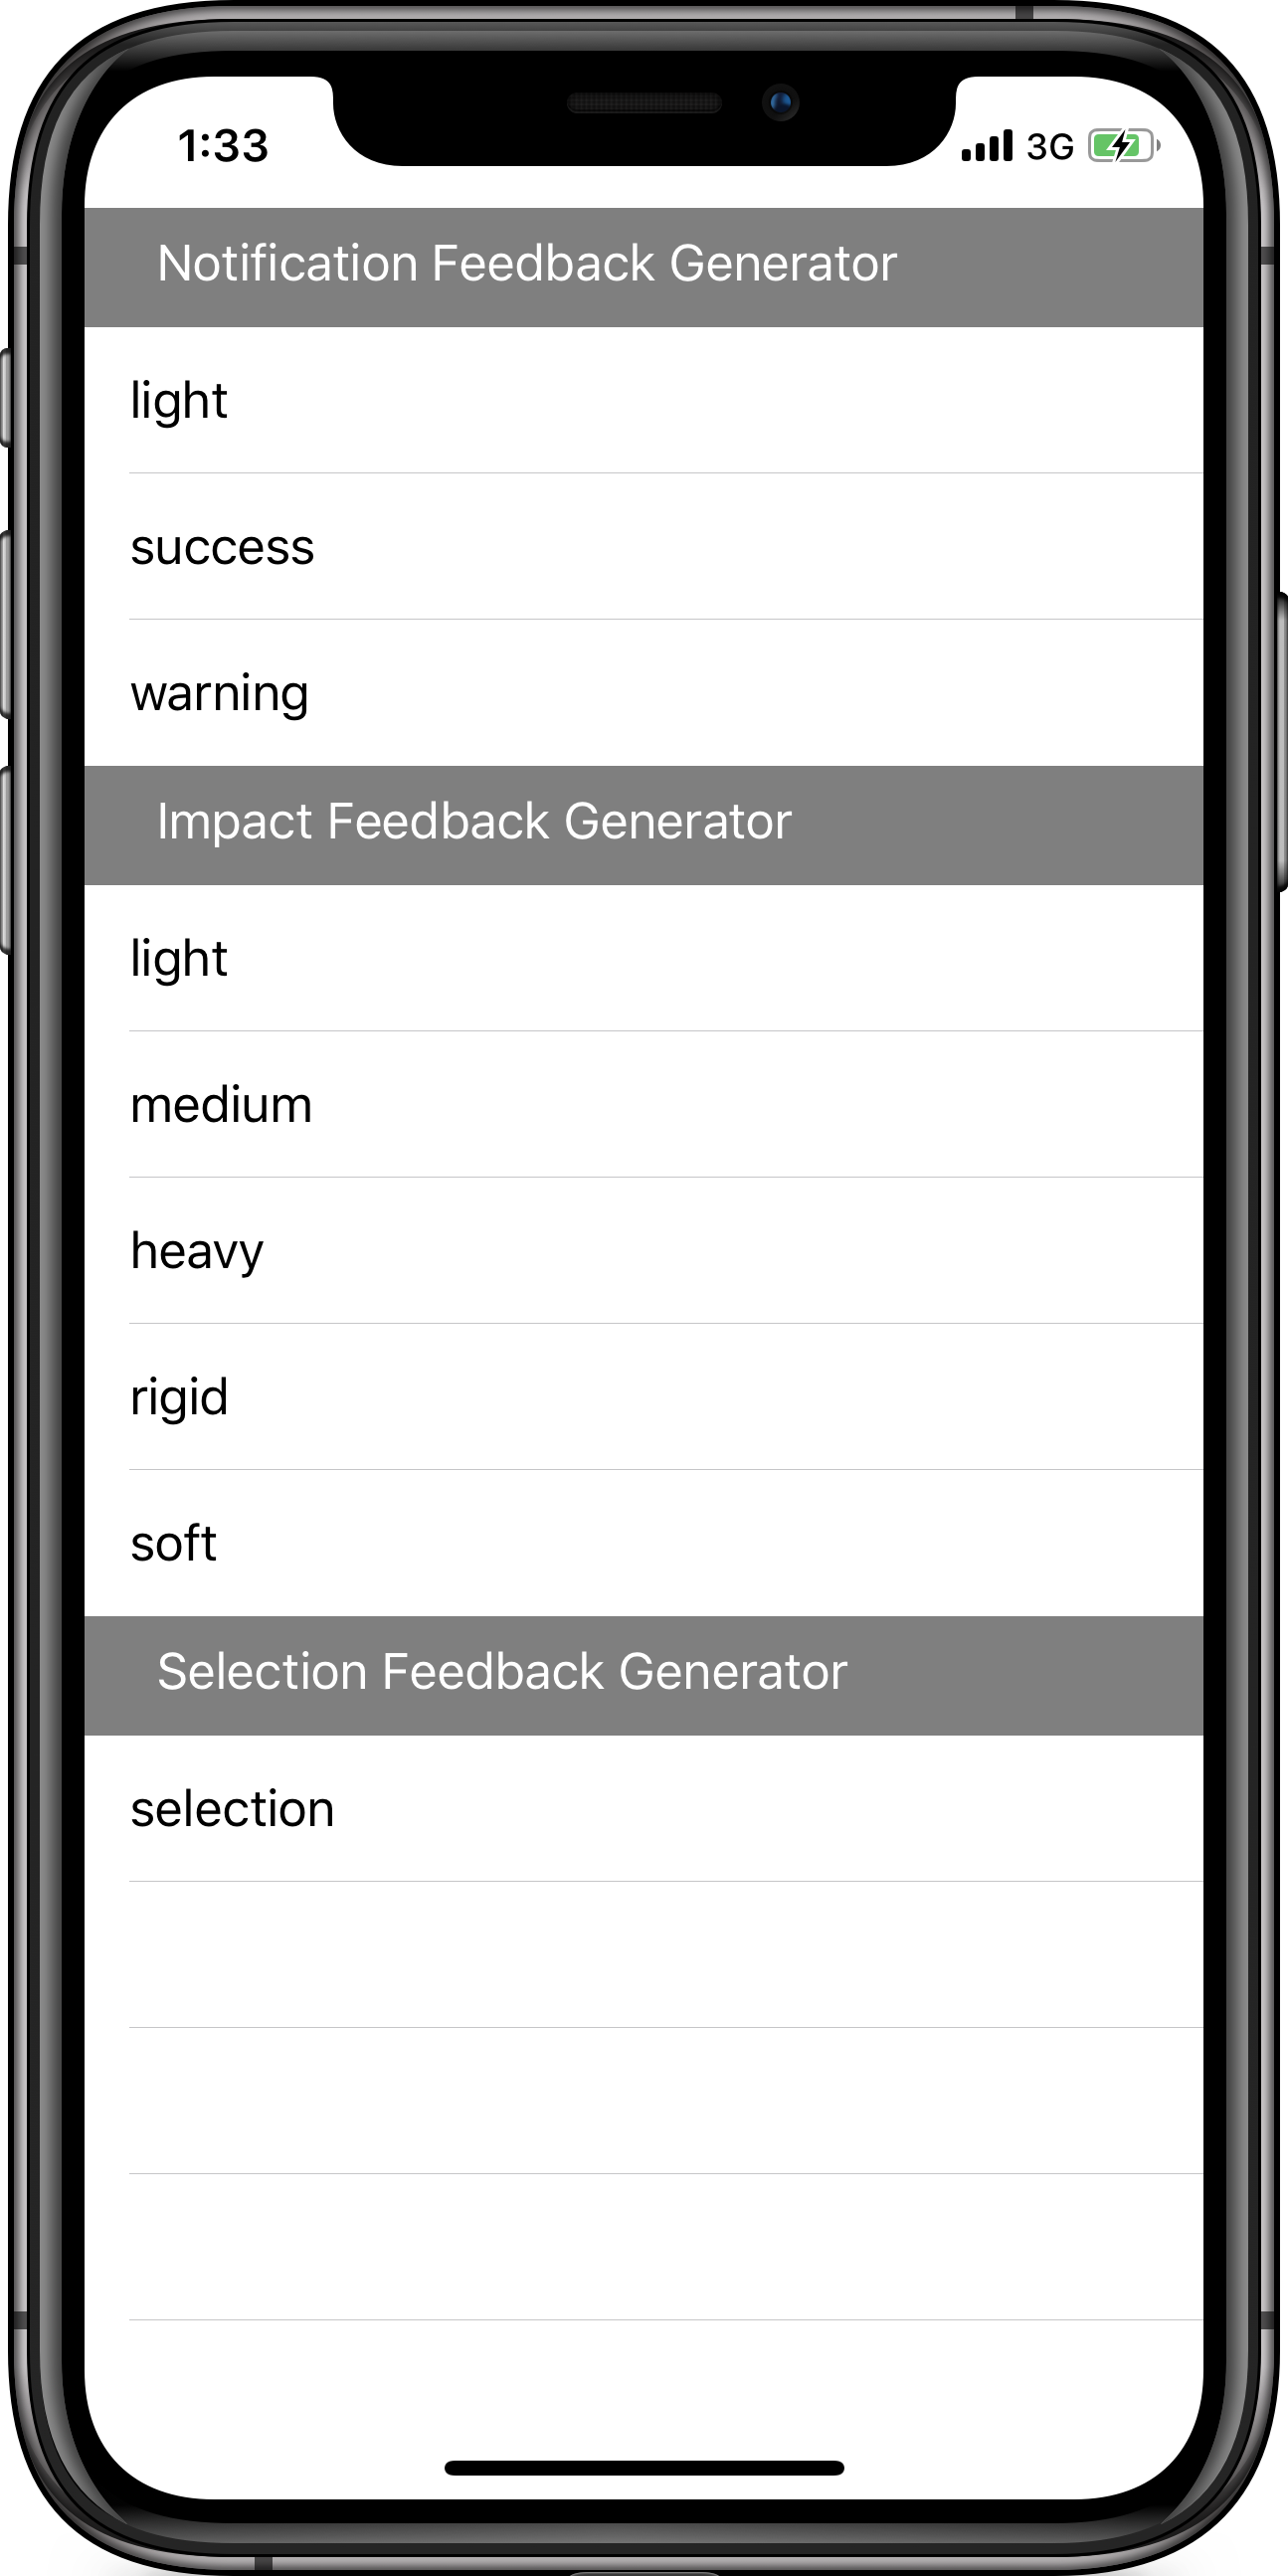 1:33 3G
Notification Feedback Generator
light
success
warning
Impact Feedback Generator
light
medium
heavy
rigid
soft
Selection Feedback Generator
selection